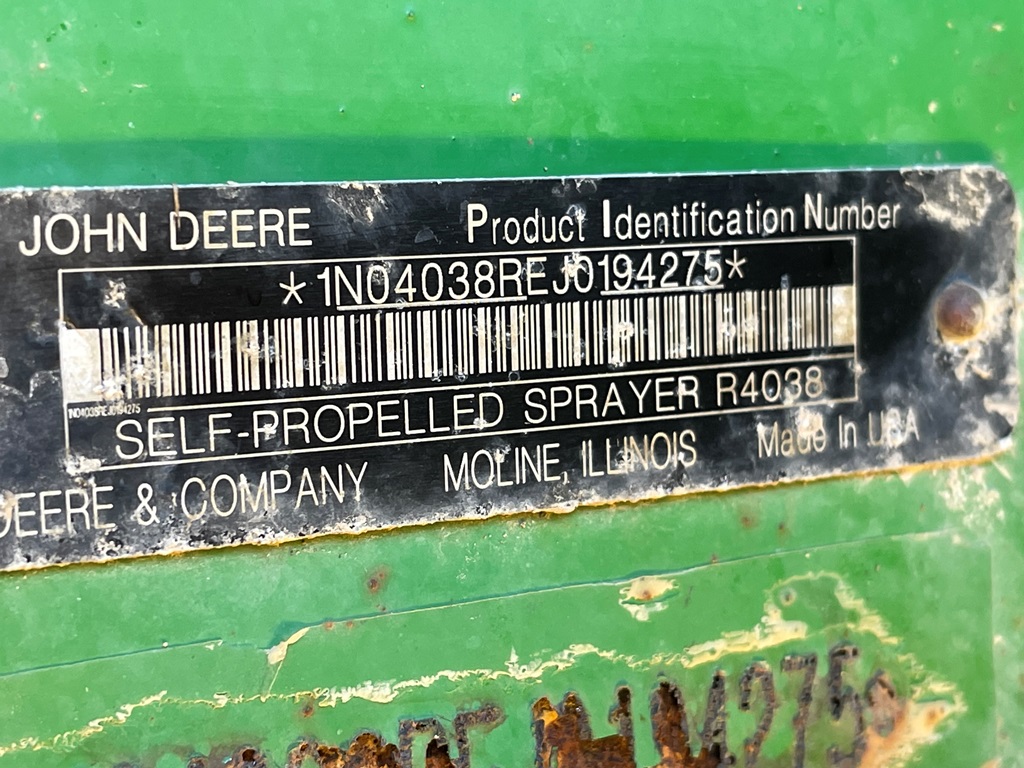 JOHN DEERE Product Identification Number
*1N04038REJ0194275*
1N04038REJ0194275
SELF-PROPELLED SPRAYER R4038
DEERE & COMPANY MOLINE, ILLINOIS Made In USA